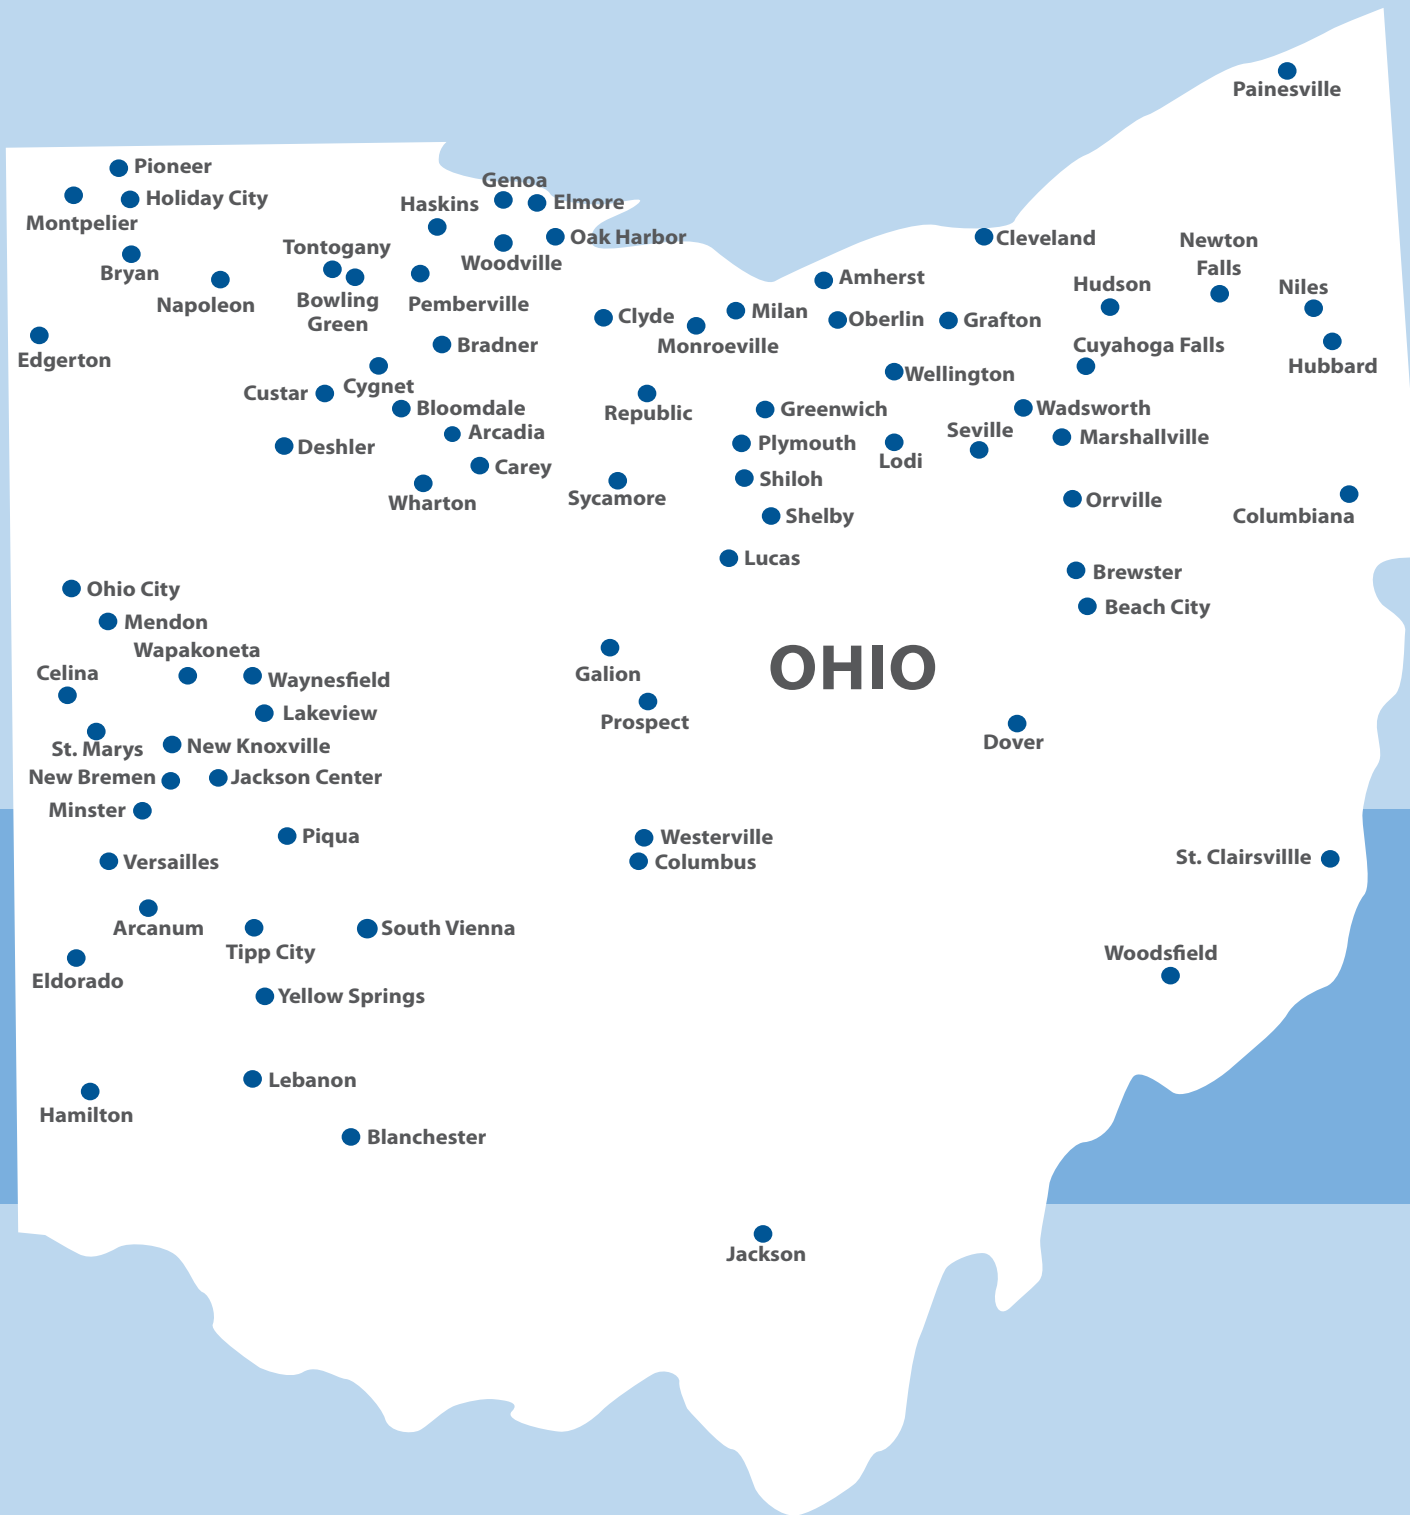 Painesville
Pioneer
Genoa
Holiday City
Haskins
Elmore
Montpelier
Oak Harbor
Cleveland
Newton
Falls
Tontogany
Woodville
Bryan
Amherst
Hudson
Niles
Napoleon
Bowling
Green
Pemberville
Clyde
Milan
Oberlin
Grafton
Edgerton
Bradner
Monroeville
Cuyahoga Falls
Hubbard
Cygnet
Wellington
Custar
Bloomdale
Republic
Greenwich
Wadsworth
Arcadia
Seville
Marshallville
Deshler
Plymouth
Lodi
Carey
Shiloh
Wharton
Sycamore
Orrville
Columbiana
Shelby
Lucas
Brewster
Ohio City
Beach City
Mendon
Wapakoneta
Celina
Waynesfield
Galion
OHIO
Lakeview
Prospect
St. Marys
New Knoxville
Dover
New Bremen
Jackson Center
Minster
Piqua
Westerville
Versailles
Columbus
St. Clairsvillle
Arcanum
South Vienna
Tipp City
Woodsfield
Eldorado
Yellow Springs
Lebanon
Hamilton
Blanchester
Jackson